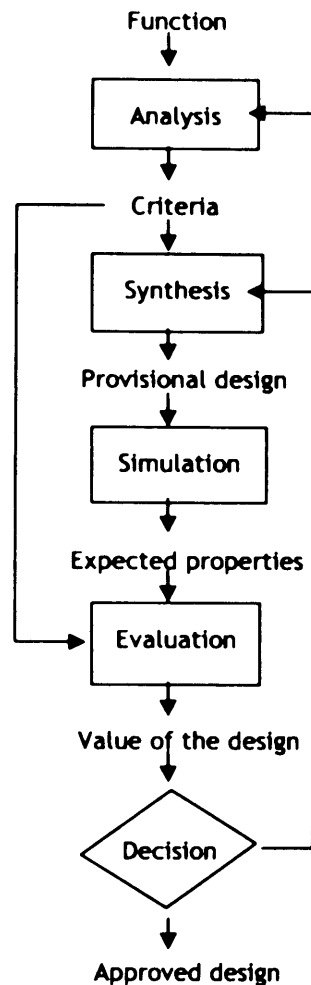 Function
Analysis
Criteria
Synthesis
Provisional design
Simulation
Expected properties
Evaluation
Value of the design
Decision
Approved design